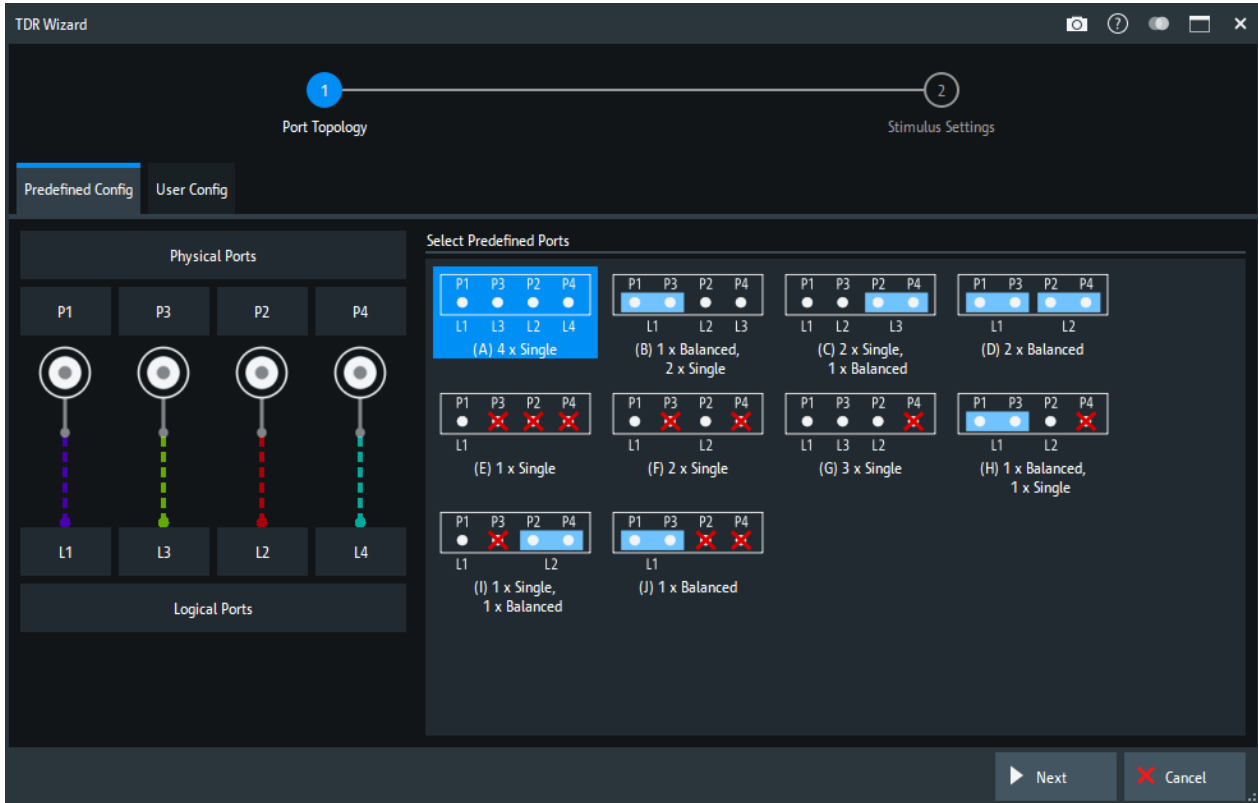 TDR Wizard
1
2
Port Topology
Stimulus Settings
Predefined Config
User Config
Physical Ports
P1 P3 P2 P4
L1 L3 L2 L4
Logical Ports
Select Predefined Ports
P1 P3 P2 P4
L1 L3 L2 L4
(A) 4 x Single
P1 P3 P2 P4
L1 L2 L3
(B) 1 x Balanced,
2 x Single
P1 P3 P2 P4
L1 L2 L3
(C) 2 x Single,
1 x Balanced
P1 P3 P2 P4
L1 L2
(D) 2 x Balanced
P1 P3 P2 P4
L1
(E) 1 x Single
P1 P3 P2 P4
L1 L2
(F) 2 x Single
P1 P3 P2 P4
L1 L3 L2
(G) 3 x Single
P1 P3 P2 P4
L1 L2
(H) 1 x Balanced,
1 x Single
P1 P3 P2 P4
L1 L2
(I) 1 x Single,
1 x Balanced
P1 P3 P2 P4
L1
(J) 1 x Balanced
Next
Cancel